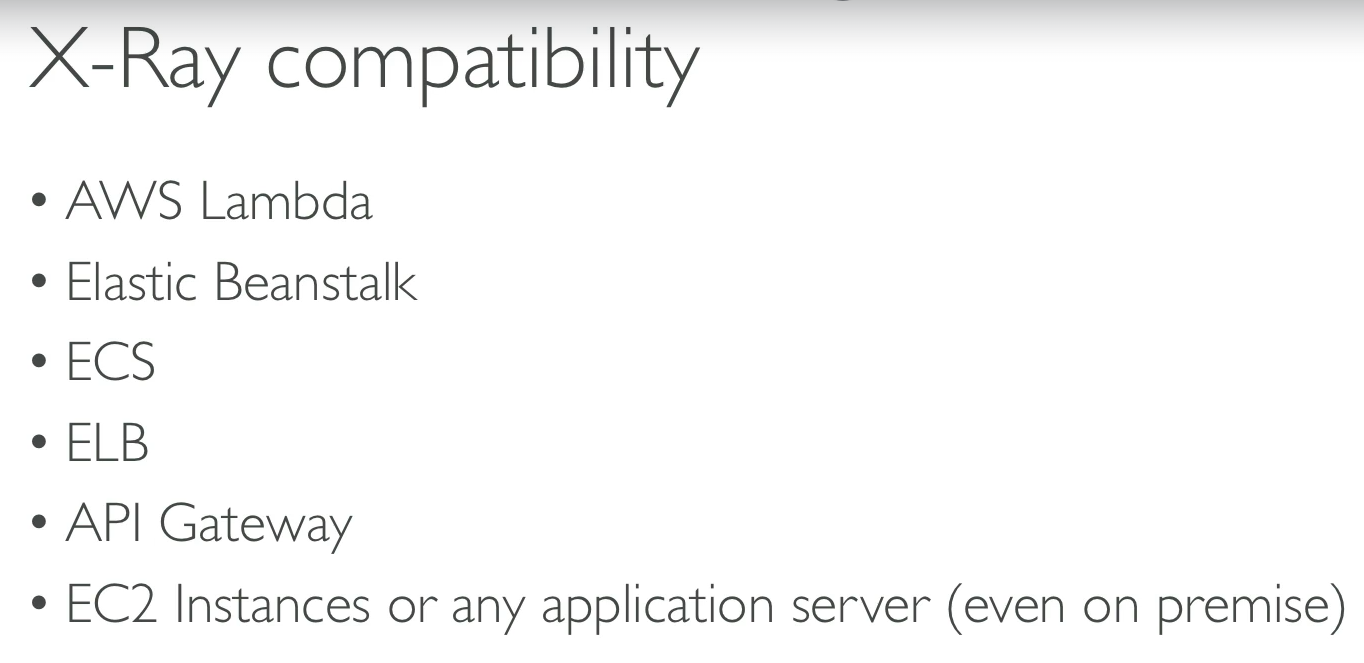 X-Ray compatibility
• AWS Lambda
• Elastic Beanstalk
• ECS
• ELB
• API Gateway
• EC2 Instances or any application server (even on premise)